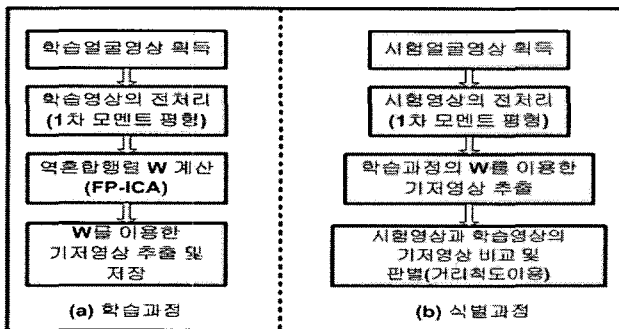 학습얼굴영상 획득
학습영상의 전처리
(1차 모멘트 평형)
역혼합행렬 W 계산
(FP-ICA)
W를 이용한
기저영상 추출 및
저장
(a) 학습과정
시험얼굴영상 획득
시험영상의 전처리
(1차 모멘트 평형)
학습과정의 W를 이용한
기저영상 추출
시험영상과 학습영상의
기저영상 비교 및
판별(거리척도이용)
(b) 식별과정